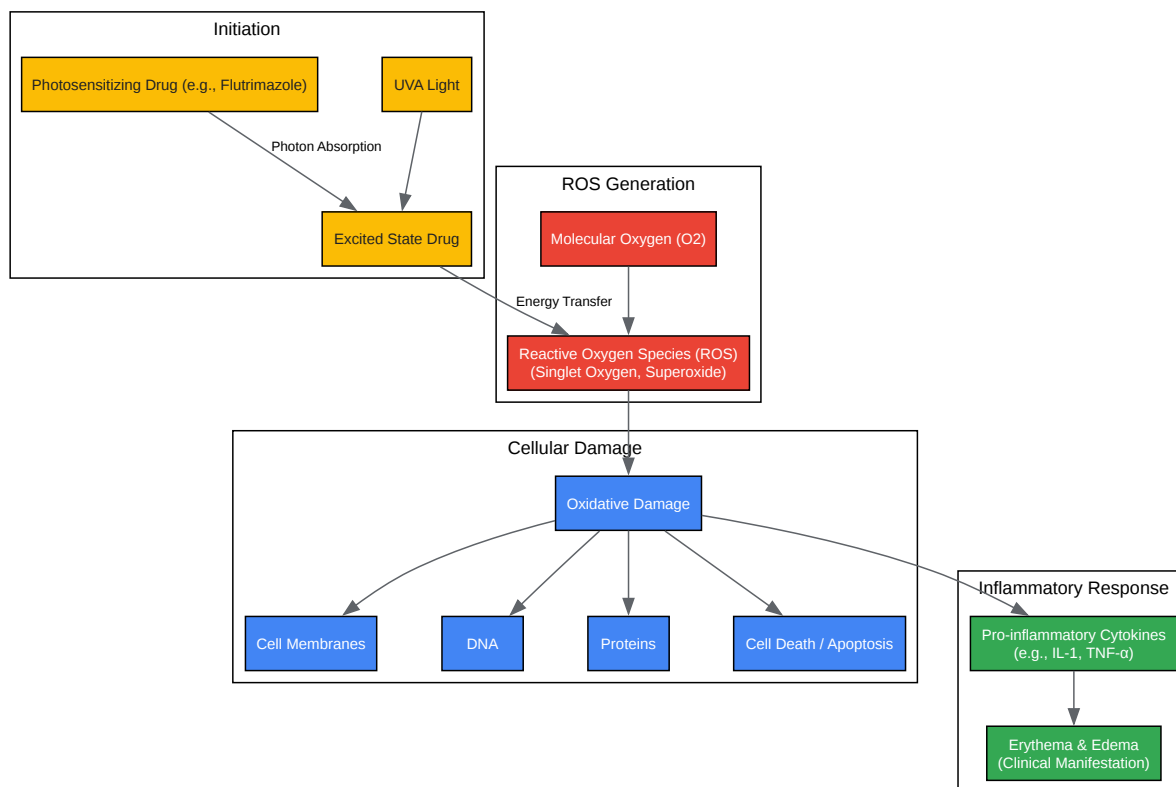 Initiation
Photosensitizing Drug (e.g., Flutrimazole)
UVA Light
Photon Absorption
Excited State Drug
ROS Generation
Molecular Oxygen (O2)
Energy Transfer
Reactive Oxygen Species (ROS)
(Singlet Oxygen, Superoxide)
Cellular Damage
Oxidative Damage
Cell Membranes
DNA
Proteins
Cell Death / Apoptosis
Inflammatory Response
Pro-inflammatory Cytokines
(e.g., IL-1, TNF-α)
Erythema & Edema
(Clinical Manifestation)